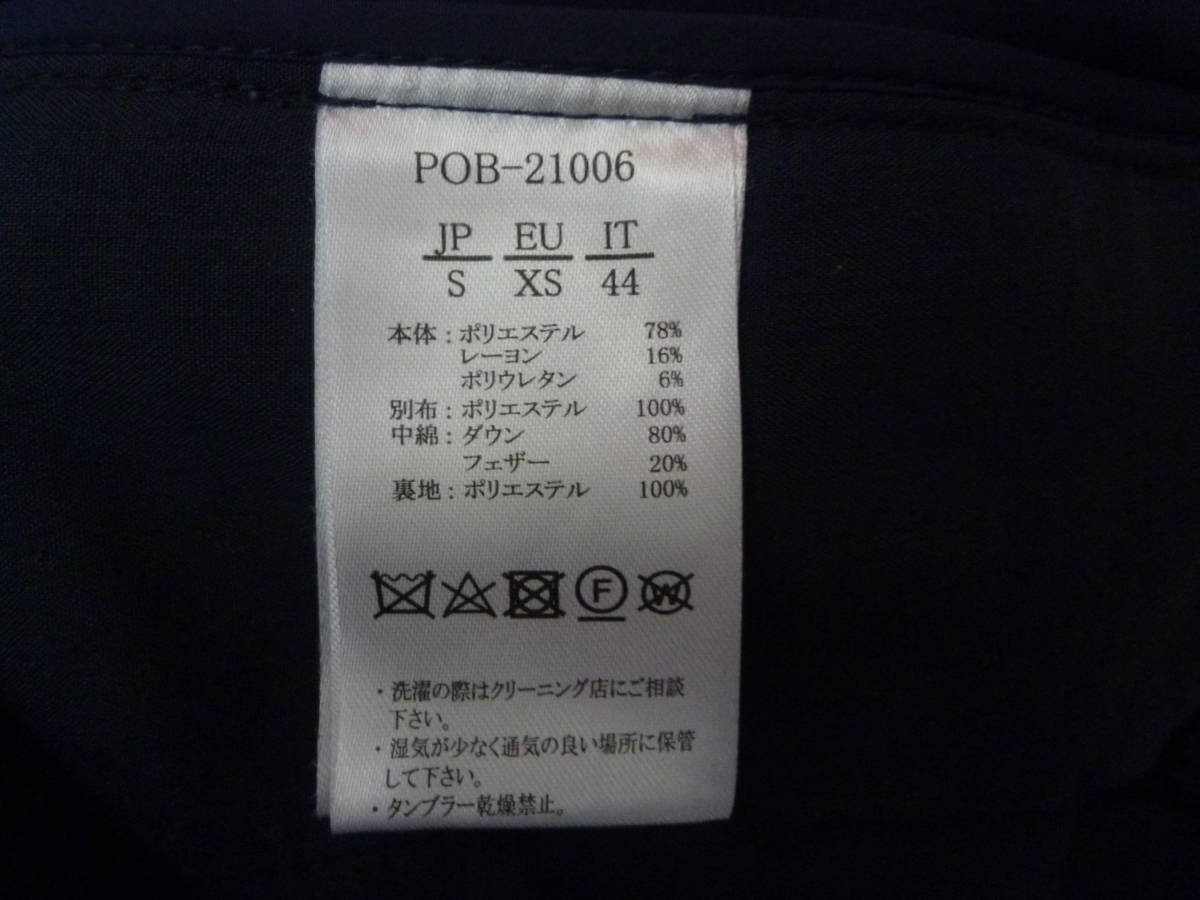 POB-21006
JP EU IT
S XS 44
本体：ポリエステル 78%
レーヨン 16%
ポリウレタン 6%
別布：ポリエステル 100%
中綿：ダウン 80%
フェザー 20%
裏地：ポリエステル 100%
F W
・洗濯の際はクリーニング店にご相談
下さい。
・湿気が少なく通気の良い場所に保管
して下さい。
・タンブラー乾燥禁止。